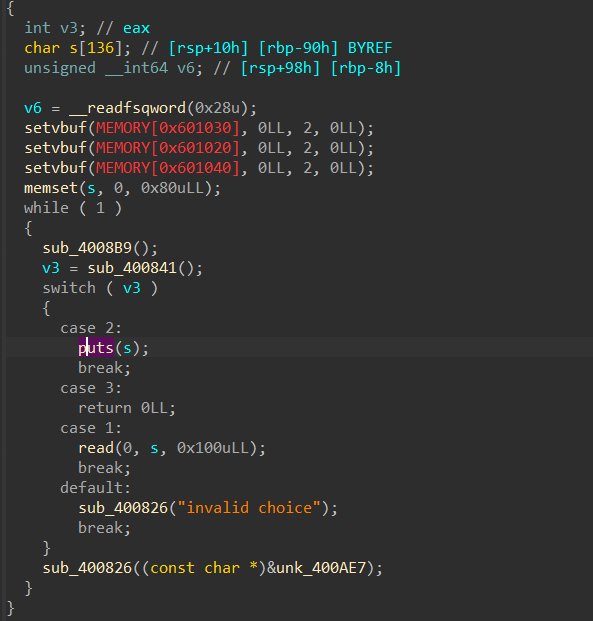 {
  int v3; // eax
  char s[136]; // [rsp+10h] [rbp-90h] BYREF
  unsigned __int64 v6; // [rsp+98h] [rbp-8h]

  v6 = __readfsqword(0x28u);
  setvbuf(MEMORY[0x601030], 0LL, 2, 0LL);
  setvbuf(MEMORY[0x601020], 0LL, 2, 0LL);
  setvbuf(MEMORY[0x601040], 0LL, 2, 0LL);
  memset(s, 0, 0x80uLL);
  while ( 1 )
  {
    sub_4008B9();
    v3 = sub_400841();
    switch ( v3 )
    {
      case 2:
        puts(s);
        break;
      case 3:
        return 0LL;
      case 1:
        read(0, s, 0x100uLL);
        break;
      default:
        sub_400826("invalid choice");
        break;
    }
    sub_400826((const char *)&unk_400AE7);
  }
}